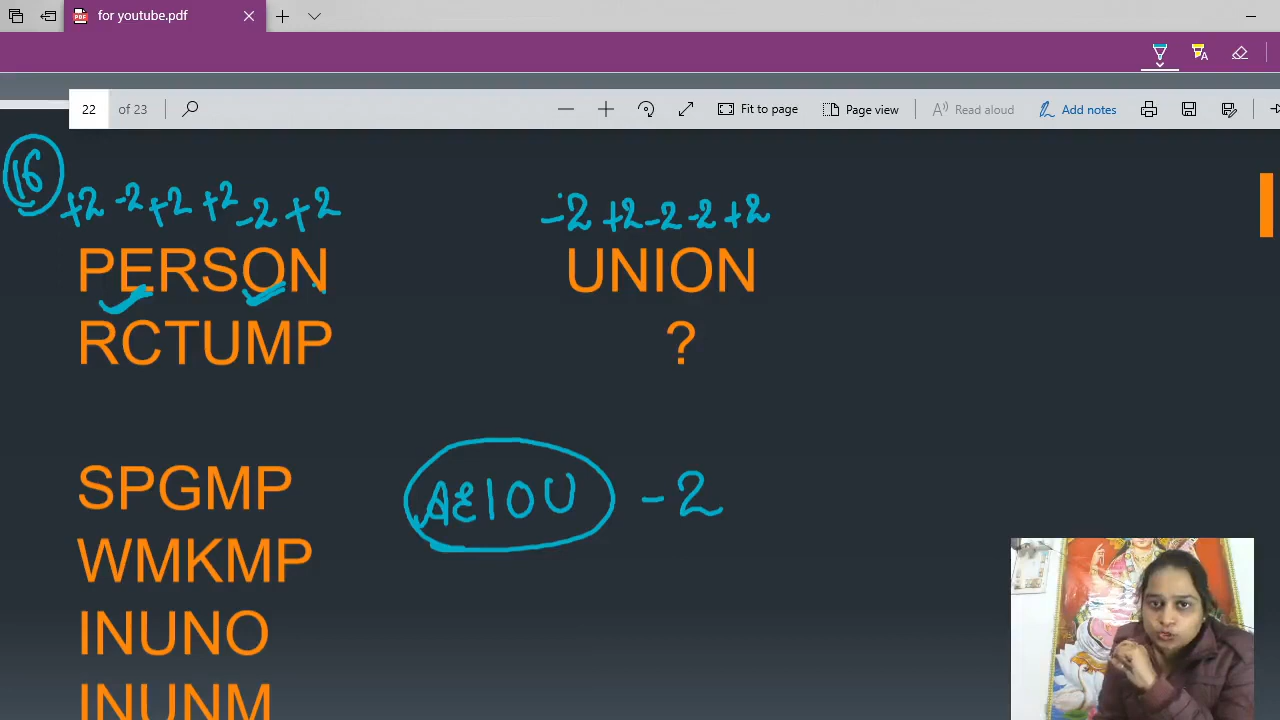 for youtube.pdf
22 of 23
Fit to page
Page view
Read aloud
Add notes
16
+2 -2 +2 +2 -2 +2
-2 +2 -2 -2 +2
PERSON UNION
RCTUMP ?
SPGMP
AEIOU -2
WMKMP
INUNO
INUNM